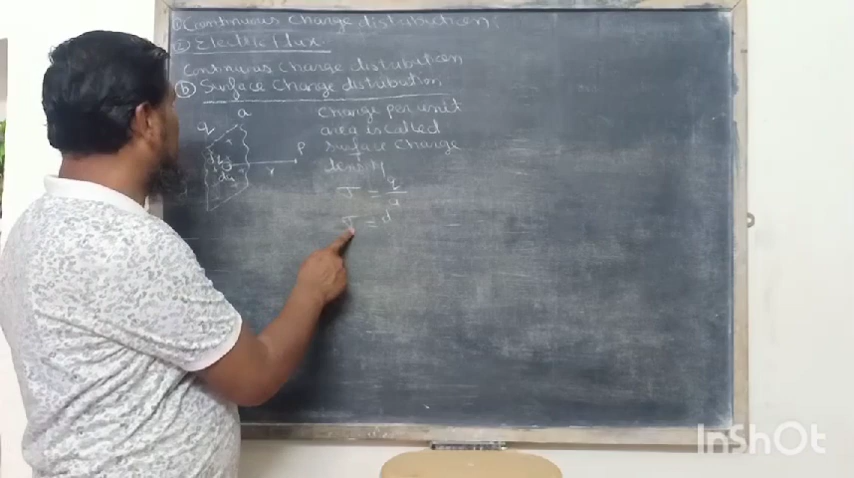 ① Continuous Charge distribution
② Electric flux.
Continuous Charge distribution
ⓑ Surface Charge distribution
a
q
P
r
Charge per unit
area is called
Surface Charge
density
σ = q/a
σ = d
InShOt